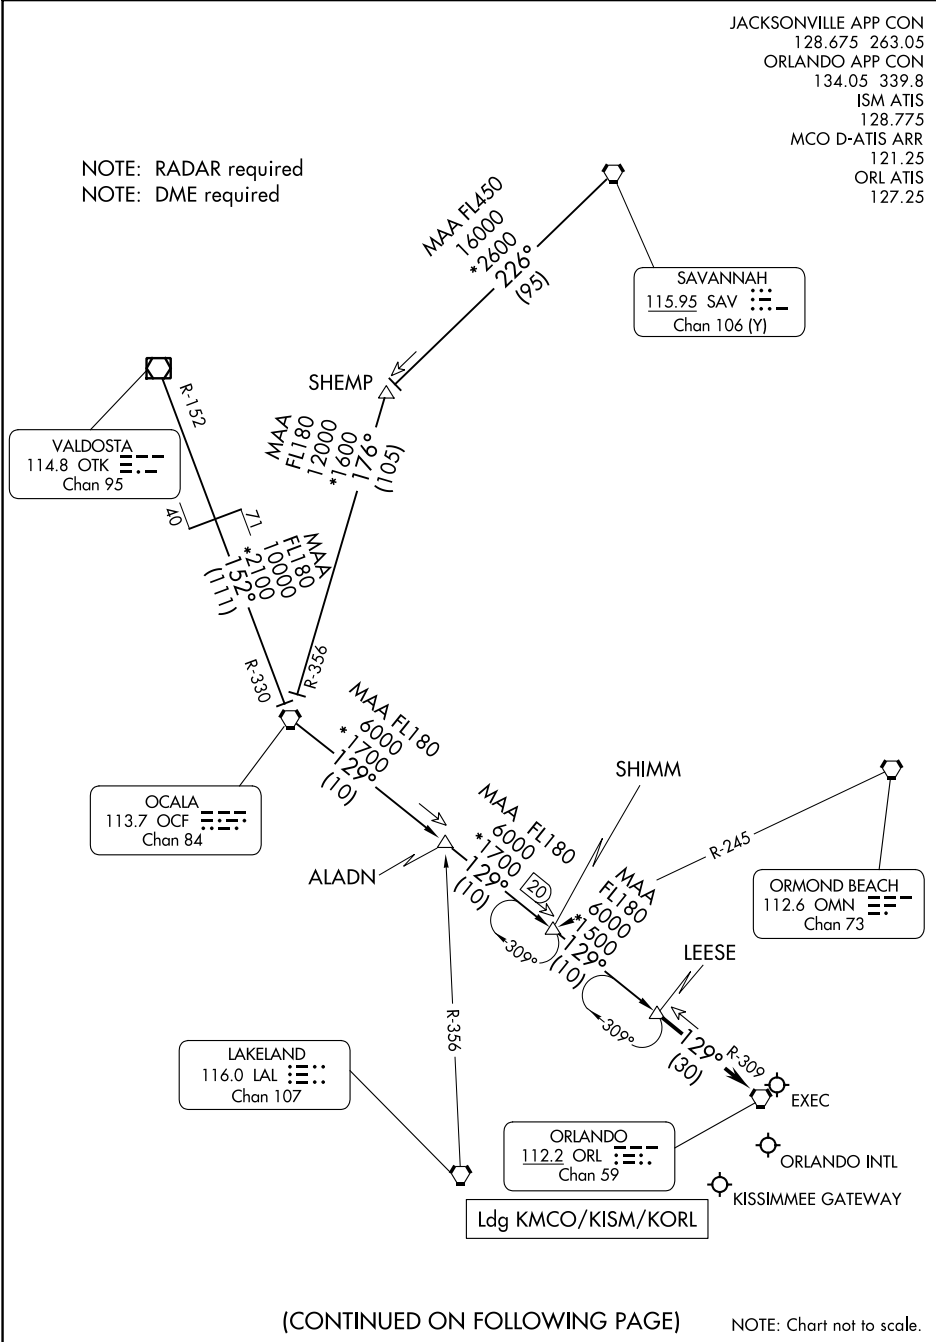 JACKSONVILLE APP CON
128.675 263.05
ORLANDO APP CON
134.05 339.8
ISM ATIS
128.775
MCO D-ATIS ARR
121.25
ORL ATIS
127.25
NOTE: RADAR required
NOTE: DME required
MAA FL450
16000
*2600
226°
(95)
SAVANNAH
115.95 SAV
Chan 106 (Y)
SHEMP
R-152
VALDOSTA
114.8 OTK
Chan 95
MAA
FL180
12000
*1600
176°
(105)
40
71
MAA
FL180
10000
*2100
152°
(111)
R-330
R-356
MAA FL180
6000
*1700
129°
(10)
OCALA
113.7 OCF
Chan 84
SHIMM
MAA FL180
6000
*1700
129°
(10)
ALADN
20
R-245
MAA
FL180
6000
*1500
129°
(10)
ORMOND BEACH
112.6 OMN
Chan 73
309°
LEESE
309°
R-356
129°
(30)
R-309
LAKELAND
116.0 LAL
Chan 107
EXEC
ORLANDO
112.2 ORL
Chan 59
ORLANDO INTL
KISSIMMEE GATEWAY
Ldg KMCO/KISM/KORL
(CONTINUED ON FOLLOWING PAGE)
NOTE: Chart not to scale.